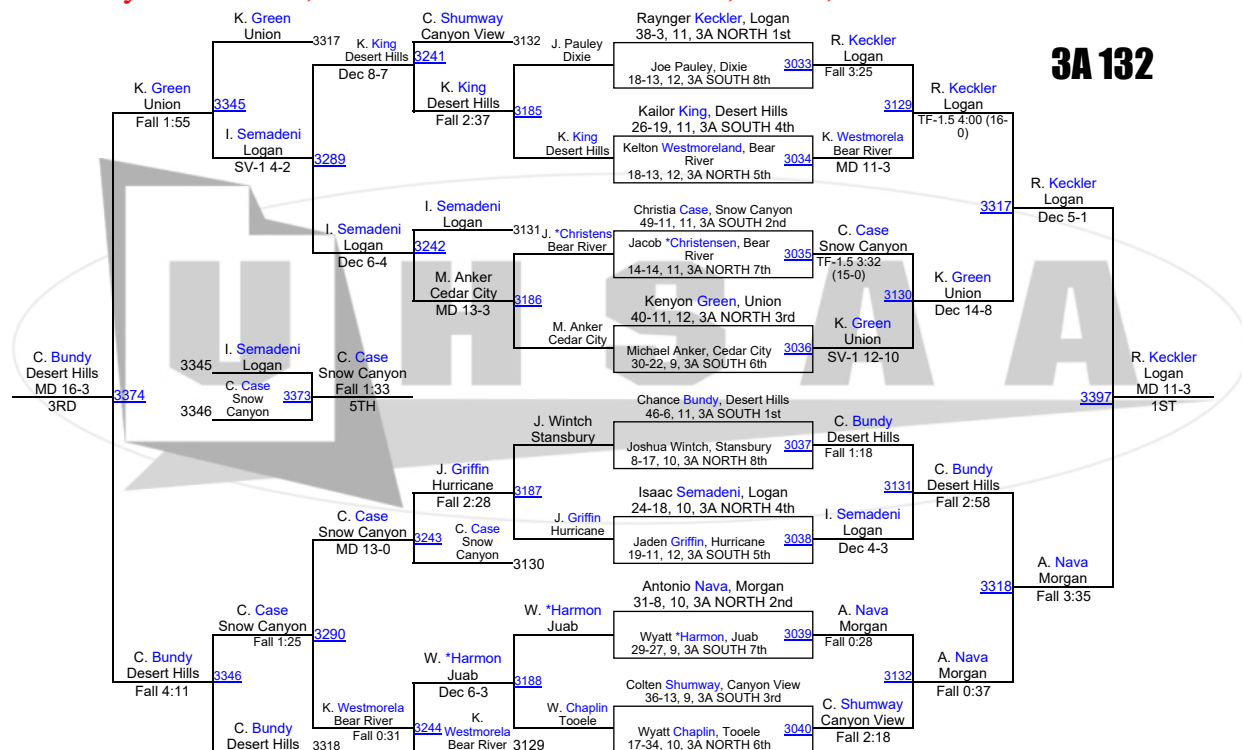 K. Green
Union
3317
K. King
Desert Hills
Dec 8-7
3241
C. Shumway
Canyon View
3132
J. Pauley
Dixie
Raynger Keckler, Logan
38-3, 11, 3A NORTH 1st
Joe Pauley, Dixie
18-13, 12, 3A SOUTH 8th
3033
R. Keckler
Logan
Fall 3:25
3A 132
K. Green
Union
Fall 1:55
3345
K. King
Desert Hills
Fall 2:37
3185
Kailor King, Desert Hills
26-19, 11, 3A SOUTH 4th
3129
R. Keckler
Logan
TF-1.5 4:00 (16-
0)
I. Semadeni
Logan
SV-1 4-2
3289
K. King
Desert Hills
Kelton Westmoreland, Bear
River
18-13, 12, 3A NORTH 5th
3034
K. Westmorela
Bear River
MD 11-3
3317
R. Keckler
Logan
Dec 5-1
I. Semadeni
Logan
Dec 6-4
I. Semadeni
Logan
3131
3242
J. *Christens
Bear River
Christia Case, Snow Canyon
49-11, 11, 3A SOUTH 2nd
Jacob *Christensen, Bear
River
14-14, 11, 3A NORTH 7th
3035
C. Case
Snow Canyon
TF-1.5 3:32
(15-0)
UHSAA
M. Anker
Cedar City
MD 13-3
3186
Kenyon Green, Union
40-11, 12, 3A NORTH 3rd
3130
K. Green
Union
Dec 14-8
M. Anker
Cedar City
Michael Anker, Cedar City
30-22, 9, 3A SOUTH 6th
3036
K. Green
Union
SV-1 12-10
C. Bundy
Desert Hills
MD 16-3
3RD
3374
3345
I. Semadeni
Logan
C. Case
Snow
Canyon
3346
3373
C. Case
Snow Canyon
Fall 1:33
5TH
3397
R. Keckler
Logan
MD 11-3
1ST
J. Wintch
Stansbury
Chance Bundy, Desert Hills
46-6, 11, 3A SOUTH 1st
Joshua Wintch, Stansbury
8-17, 10, 3A NORTH 8th
3037
C. Bundy
Desert Hills
Fall 1:18
J. Griffin
Hurricane
Fall 2:28
3187
Isaac Semadeni, Logan
24-18, 10, 3A NORTH 4th
3131
C. Bundy
Desert Hills
Fall 2:58
C. Case
Snow Canyon
MD 13-0
3243
C. Case
Snow
Canyon
3130
J. Griffin
Hurricane
Jaden Griffin, Hurricane
19-11, 12, 3A SOUTH 5th
3038
I. Semadeni
Logan
Dec 4-3
3318
A. Nava
Morgan
Fall 3:35
C. Case
Snow Canyon
Fall 1:25
3290
W. *Harmon
Juab
Antonio Nava, Morgan
31-8, 10, 3A NORTH 2nd
Wyatt *Harmon, Juab
29-27, 9, 3A SOUTH 7th
3039
A. Nava
Morgan
Fall 0:28
C. Bundy
Desert Hills
Fall 4:11
3346
W. *Harmon
Juab
Dec 6-3
3188
Colten Shumway, Canyon View
36-13, 9, 3A SOUTH 3rd
3132
A. Nava
Morgan
Fall 0:37
C. Bundy
Desert Hills
3318
K. Westmorela
Bear River
Fall 0:31
3244
K.
Westmorela
Bear River
3129
W. Chaplin
Tooele
Wyatt Chaplin, Tooele
17-34, 10, 3A NORTH 6th
3040
C. Shumway
Canyon View
Fall 2:18